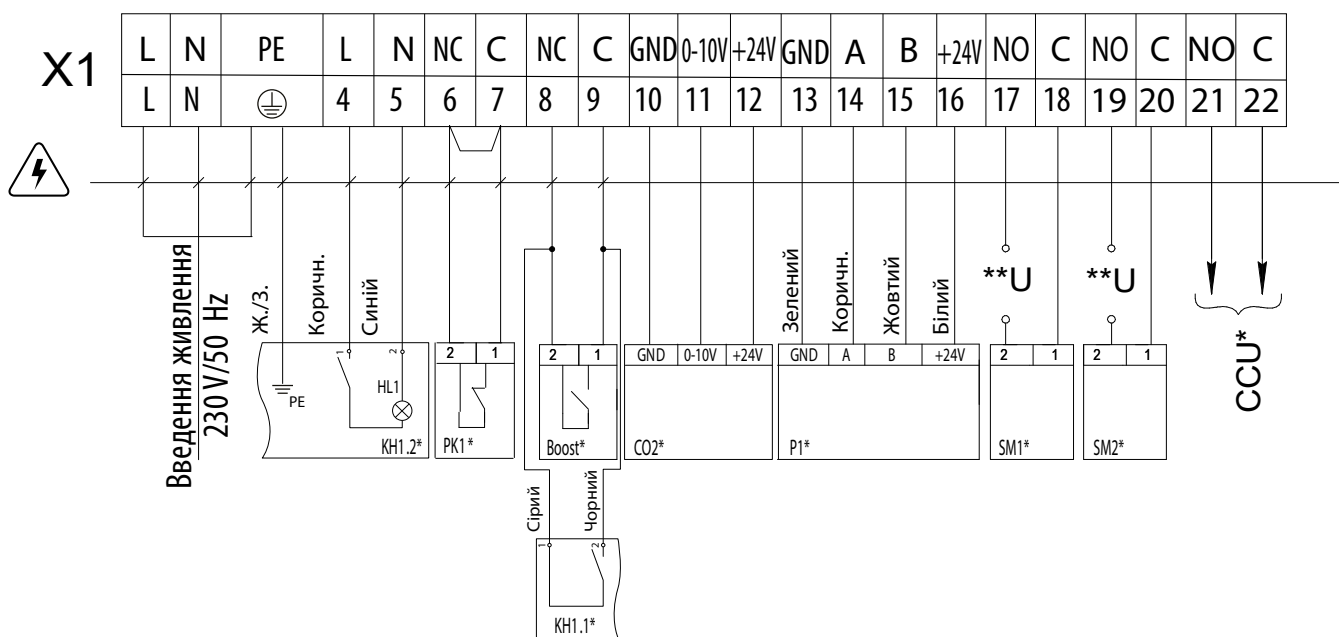 X1
L N PE L N NC C NC C GND 0-10V +24V GND A B +24V NO C NO C NO C
L N 4 5 6 7 8 9 10 11 12 13 14 15 16 17 18 19 20 21 22
Введення живлення
230 V/50 Hz
Ж./З.
Коричн.
Синій
Зелений
Коричн.
Жовтий
Білий
**U
**U
CCU*
1 2
HL1
PE
KH1.2*
2 1
PK1*
2 1
Boost*
GND 0-10V +24V
CO2*
GND A B +24V
P1*
2 1
SM1*
2 1
SM2*
Сірий
Чорний
1 2
KH1.1*